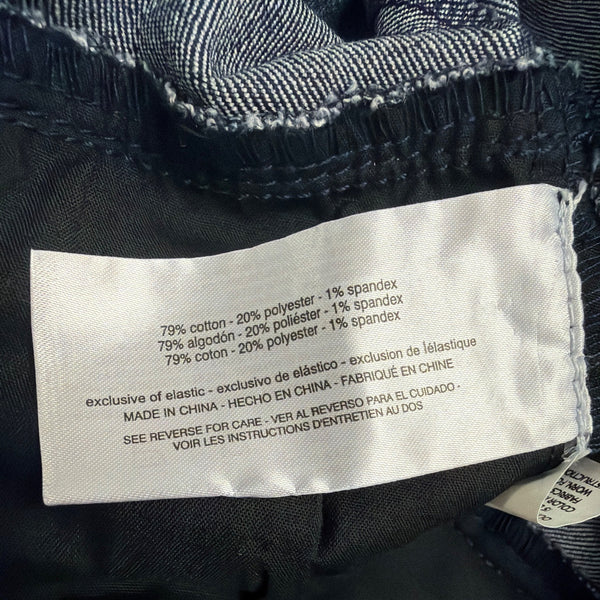 79% cotton - 20% polyester - 1% spandex
79% algodón - 20% poliéster - 1% spandex
79% coton - 20% polyester - 1% spandex
exclusive of elastic - exclusivo de elástico - exclusion de lélastique
MADE IN CHINA - HECHO EN CHINA - FABRIQUÉ EN CHINE
SEE REVERSE FOR CARE - VER AL REVERSO PARA EL CUIDADO -
VOIR LES INSTRUCTIONS D'ENTRETIEN AU DOS